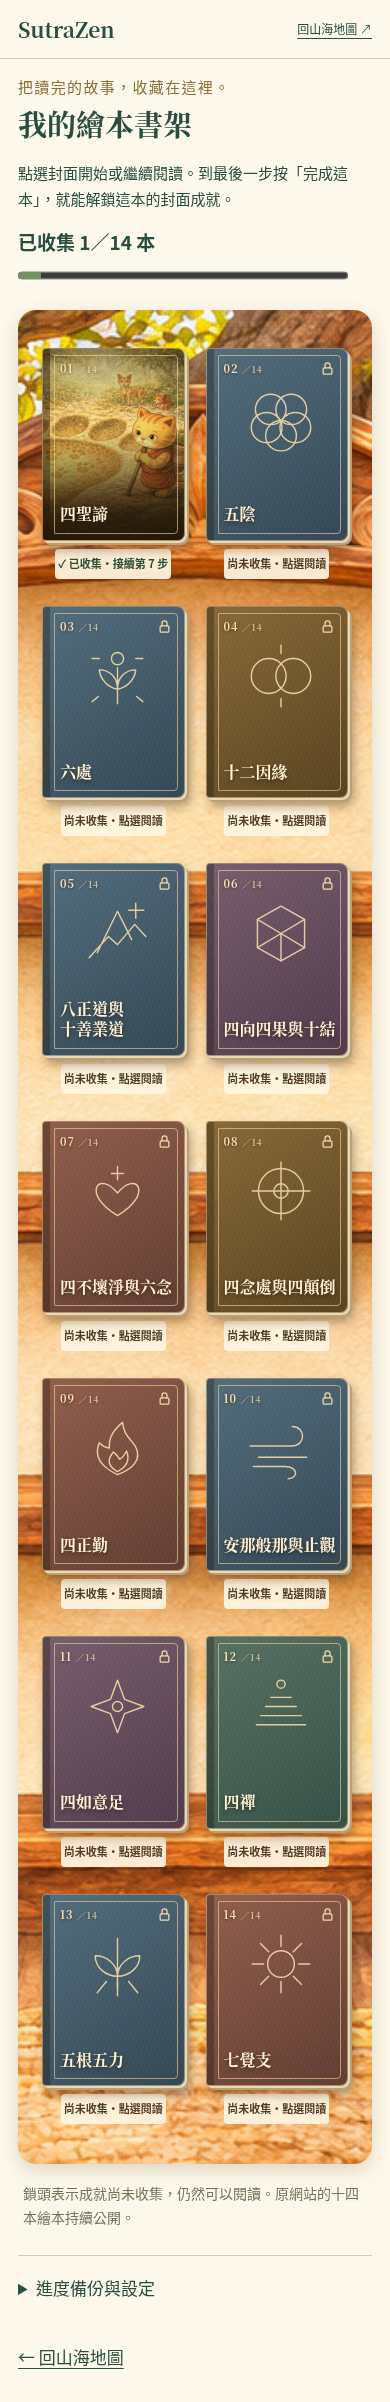 SutraZen
回山海地圖 ↗
把讀完的故事，收藏在這裡。
我的繪本書架
點選封面開始或繼續閱讀。到最後一步按「完成這
本」，就能解鎖這本的封面成就。
已收集 1／14 本
01 ／14
四聖諦
✓已收集・接續第 7 步
02 ／14
五陰
尚未收集・點選閱讀
03 ／14
六處
尚未收集・點選閱讀
04 ／14
十二因緣
尚未收集・點選閱讀
05 ／14
八正道與
十善業道
尚未收集・點選閱讀
06 ／14
四向四果與十結
尚未收集・點選閱讀
07 ／14
四不壞淨與六念
尚未收集・點選閱讀
08 ／14
四念處與四顛倒
尚未收集・點選閱讀
09 ／14
四正勤
尚未收集・點選閱讀
10 ／14
安那般那與止觀
尚未收集・點選閱讀
11 ／14
四如意足
尚未收集・點選閱讀
12 ／14
四禪
尚未收集・點選閱讀
13 ／14
五根五力
尚未收集・點選閱讀
14 ／14
七覺支
尚未收集・點選閱讀
鎖頭表示成就尚未收集，仍然可以閱讀。原網站的十四
本繪本持續公開。
▶ 進度備份與設定
← 回山海地圖